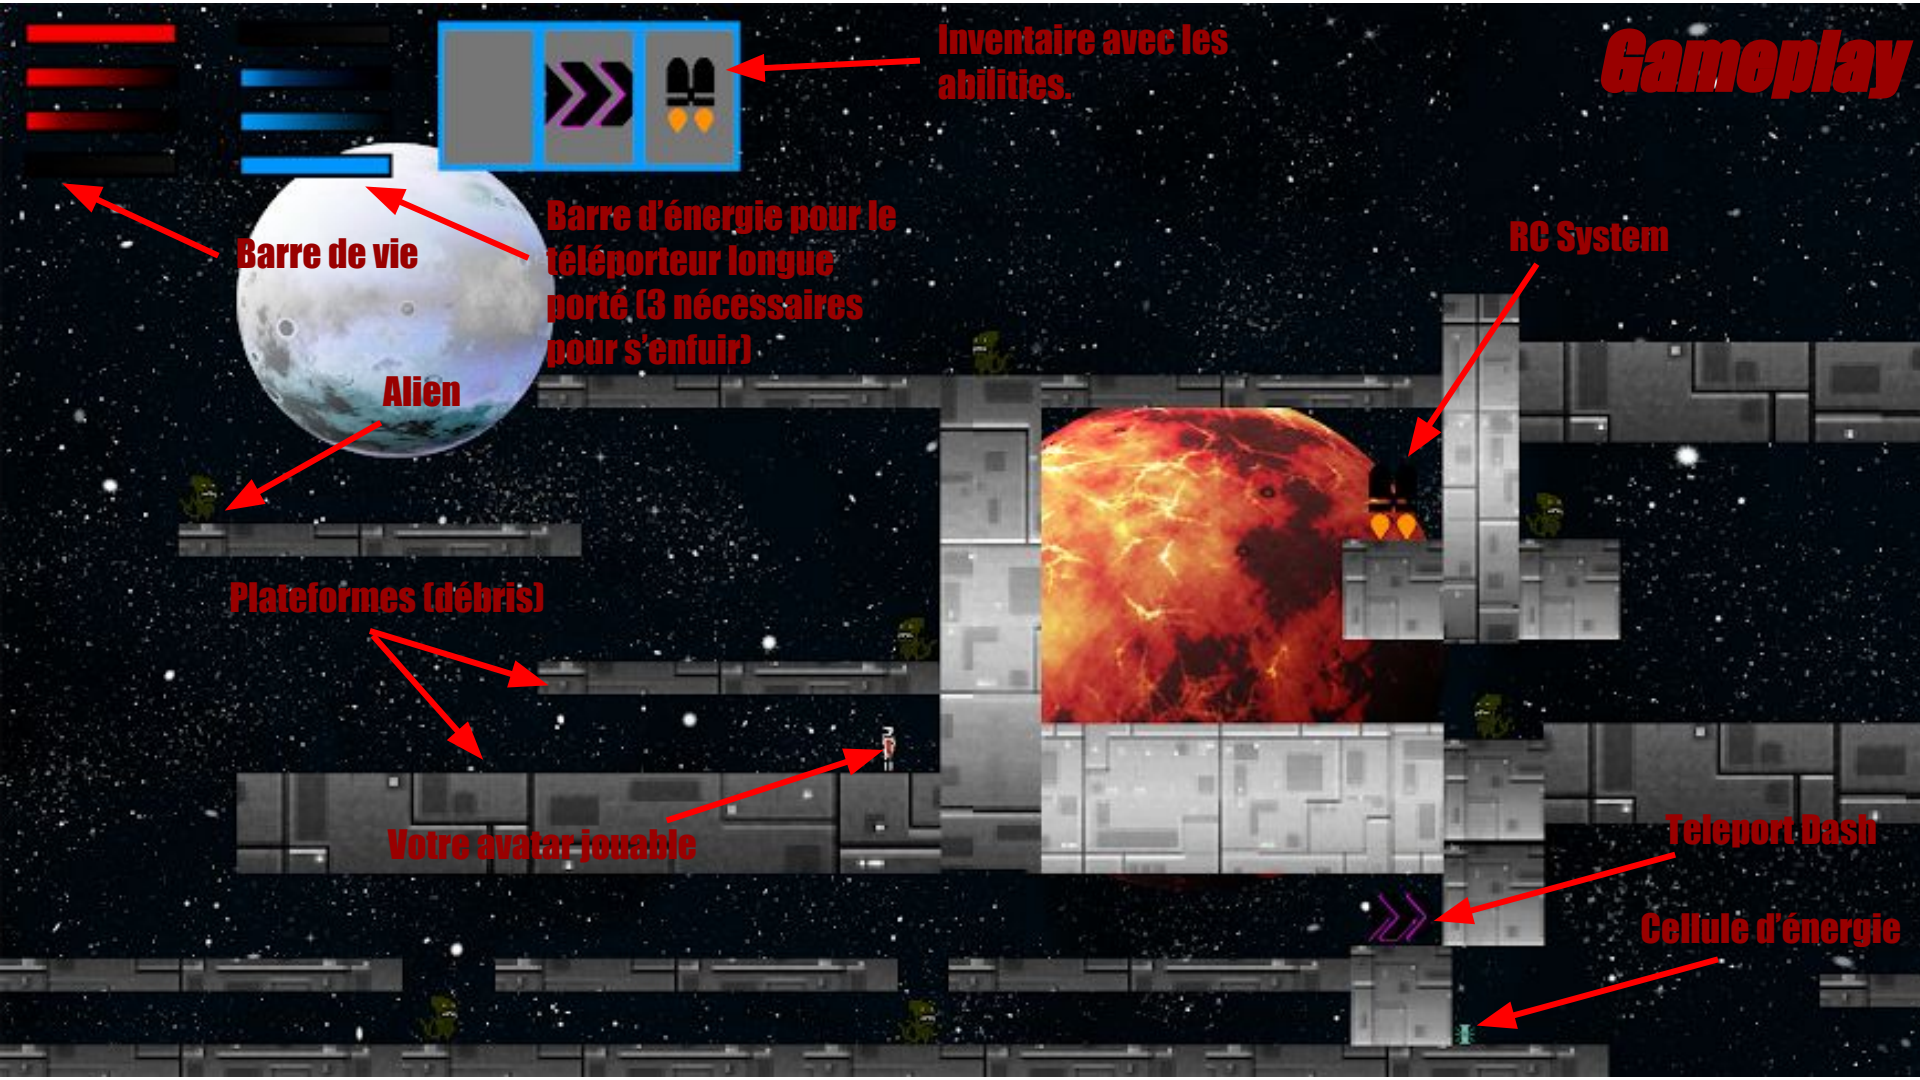 Gameplay
Inventaire avec les
abilities.
Barre de vie
Barre d'énergie pour le
téléporteur longue
porté (3 nécessaires
pour s'enfuir)
RC System
Alien
Plateformes (débris)
Votre avatar jouable
Teleport Dash
Cellule d'énergie